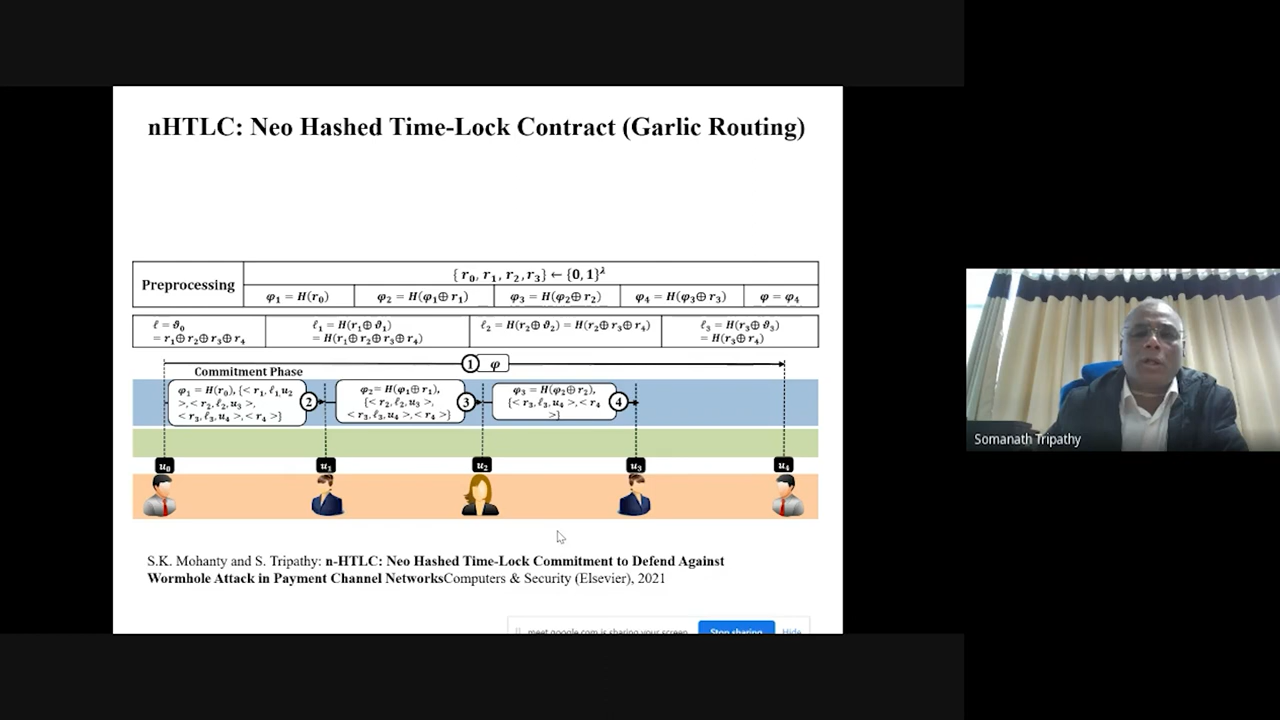 nHTLC: Neo Hashed Time-Lock Contract (Garlic Routing)
Preprocessing
{ r₀, r₁, r₂, r₃} ← {0, 1}^λ
φ₁ = H(r₀)
φ₂ = H(φ₁⊕ r₁)
φ₃ = H(φ₂⊕ r₂)
φ₄ = H(φ₃⊕ r₃)
φ = φ₄
ℓ = ϑ₀
= r₁⊕ r₂⊕ r₃⊕ r₄
ℓ₁ = H(r₁⊕ ϑ₁)
= H(r₁⊕ r₂⊕ r₃⊕ r₄)
ℓ₂ = H(r₂⊕ ϑ₂) = H(r₂⊕ r₃⊕ r₄)
ℓ₃ = H(r₃⊕ ϑ₃)
= H(r₃⊕ r₄)
1 φ
Commitment Phase
φ₁ = H(r₀), {< r₁, ℓ₁,u₂
>,< r₂, ℓ₂, u₃ >,
< r₃, ℓ₃, u₄ >,< r₄ >}
2
φ₂= H(φ₁⊕ r₁),
{< r₂, ℓ₂, u₃ >,
< r₃, ℓ₃, u₄ >,< r₄ >}
3
φ₃ = H(φ₂⊕ r₂),
{< r₃, ℓ₃, u₄ >,< r₄
>}
4
u₀ u₁ u₂ u₃ u₄
S.K. Mohanty and S. Tripathy: n-HTLC: Neo Hashed Time-Lock Commitment to Defend Against
Wormhole Attack in Payment Channel NetworksComputers & Security (Elsevier), 2021
meet.google.com is sharing your screen. Stop sharing Hide
Somanath Tripathy